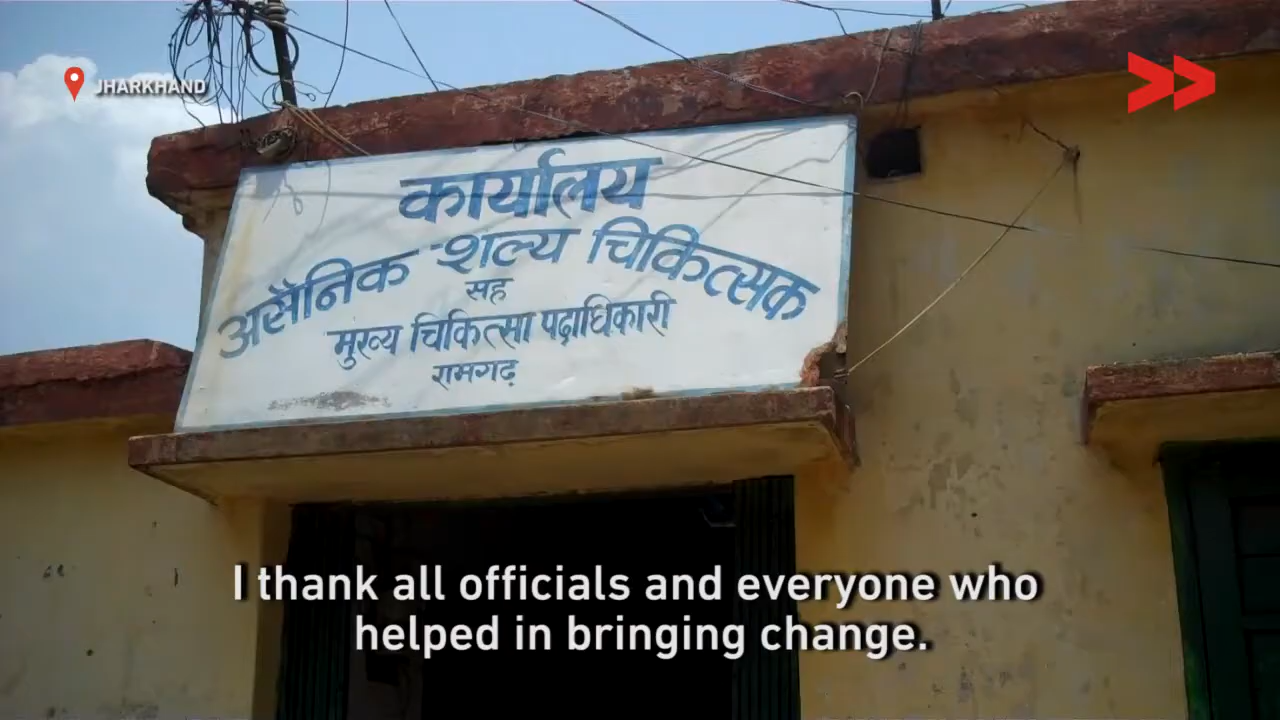 JHARKHAND
कार्यालय
असैनिक शल्य चिकित्सक
सह
मुख्य चिकित्सा पदाधिकारी
रामगढ़
I thank all officials and everyone who
helped in bringing change.